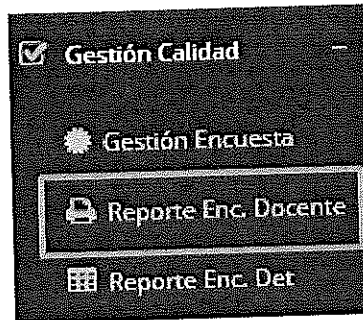 Gestión Calidad
Gestión Encuesta
Reporte Enc. Docente
Reporte Enc. Det